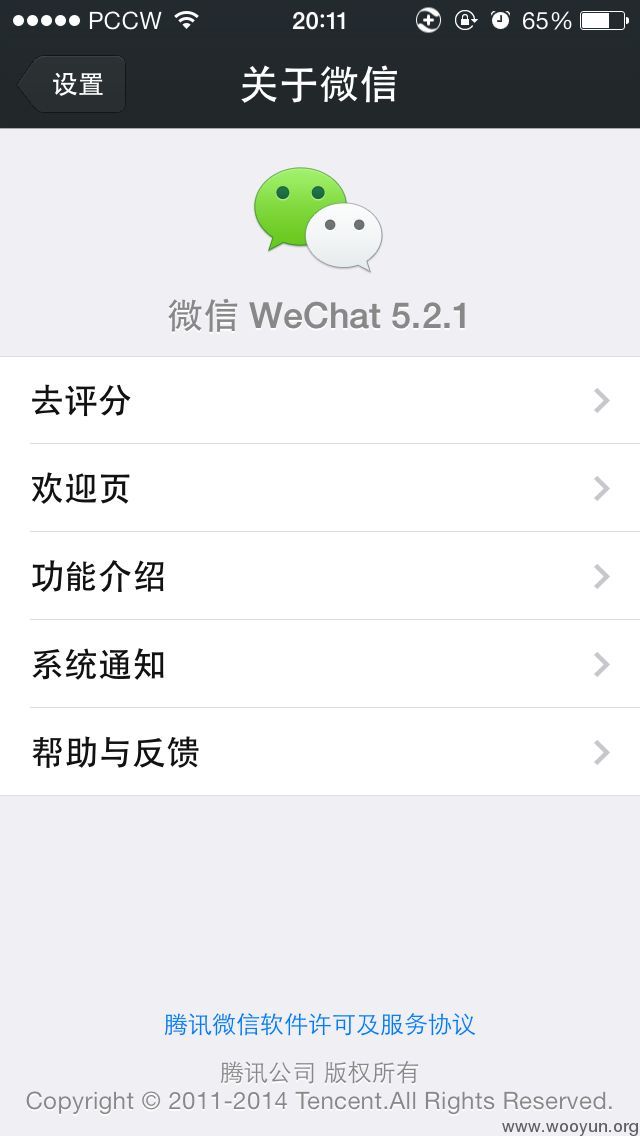 PCCW 20:11 65%
设置 关于微信
微信 WeChat 5.2.1
去评分
欢迎页
功能介绍
系统通知
帮助与反馈
腾讯微信软件许可及服务协议
腾讯公司 版权所有
Copyright © 2011-2014 Tencent.All Rights Reserved.
www.wooyun.org